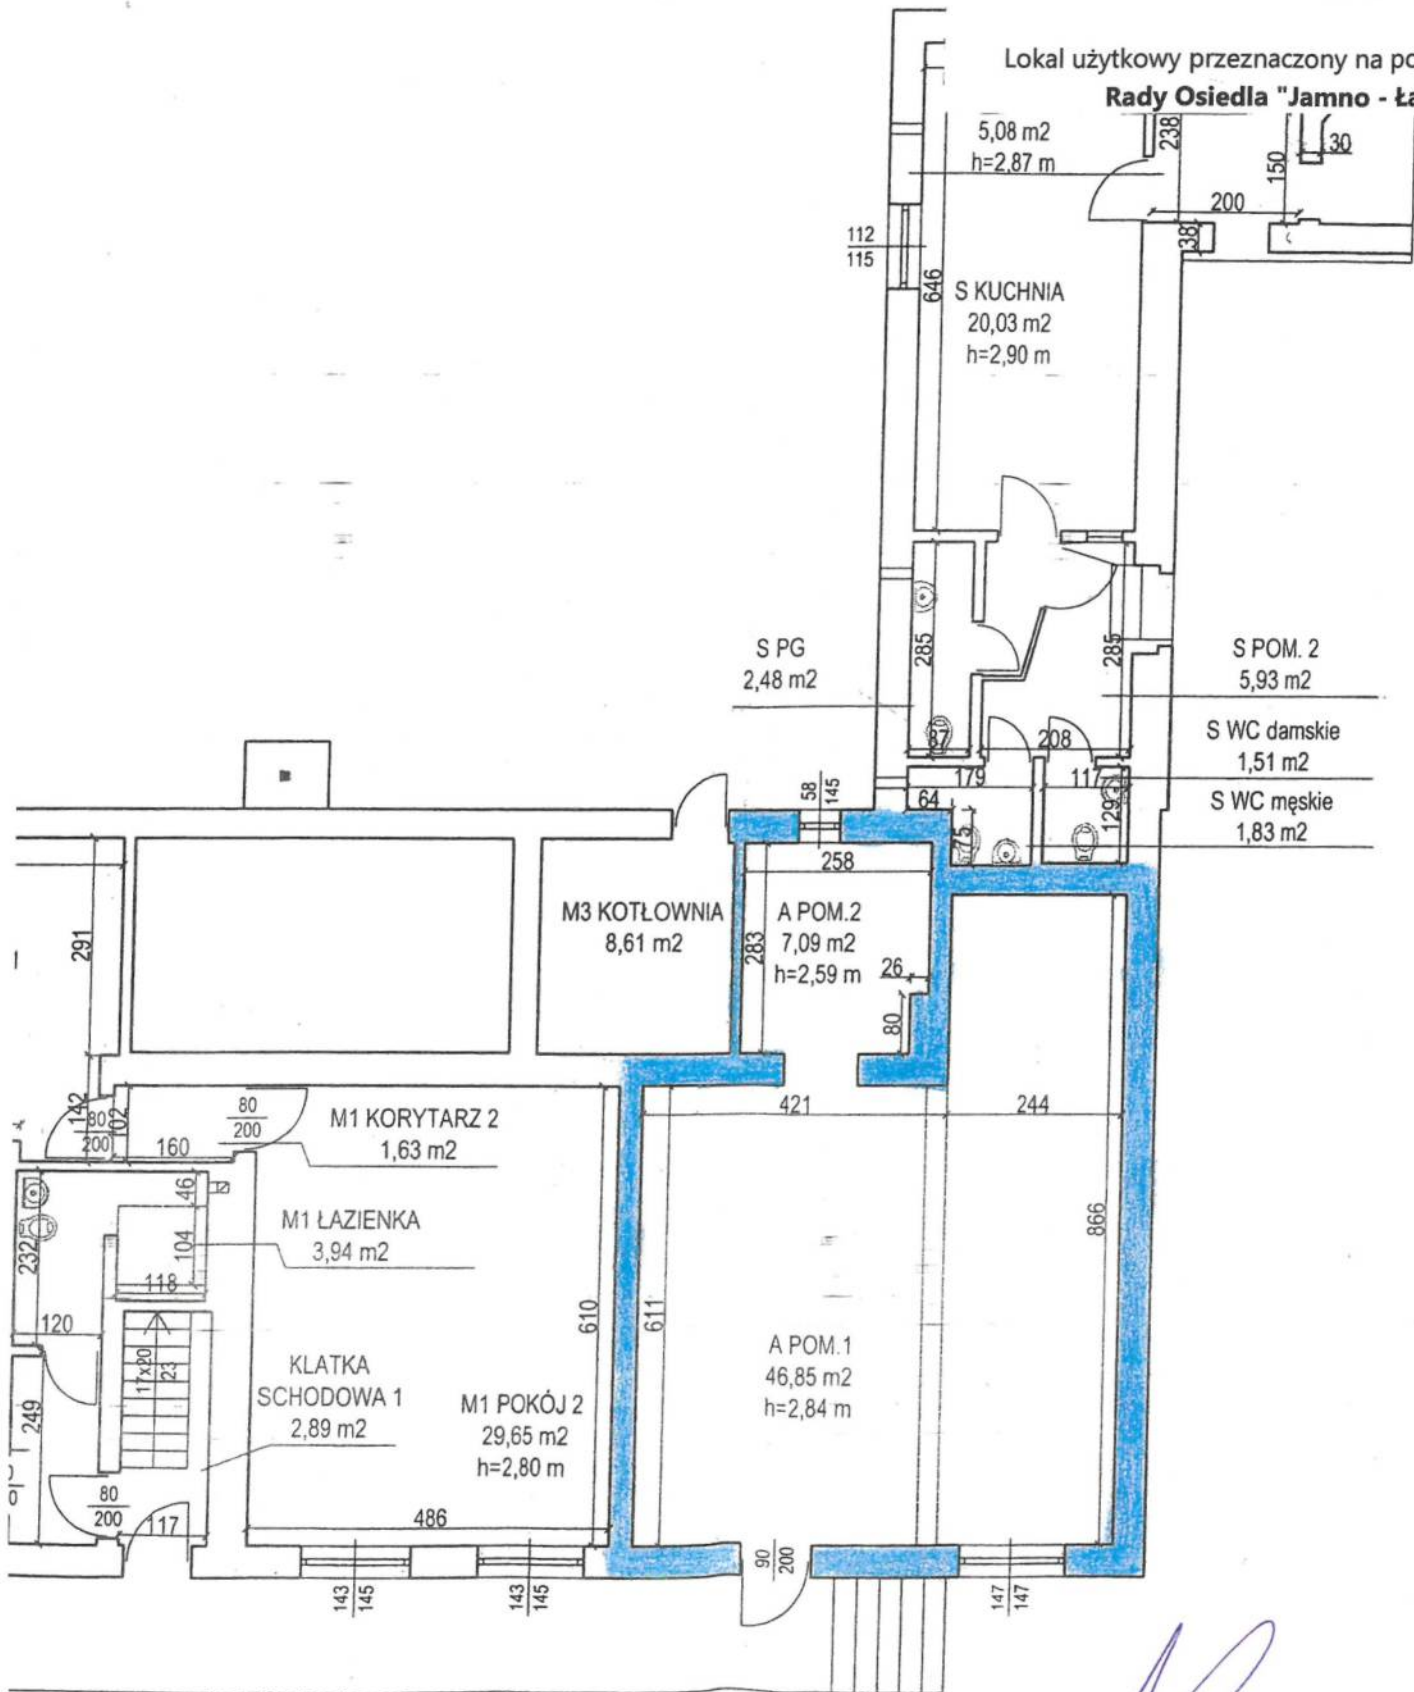 Lokal użytkowy przeznaczony na
Rady Osiedla "Jamno -
5,08 m2
h=2,87 m
238
150
30
200
38
112
115
646
S KUCHNIA
20,03 m2
h=2,90 m
S PG
2,48 m2
285
285
S POM. 2
5,93 m2
87
208
S WC damskie
1,51 m2
179
117
64
75
129
S WC męskie
1,83 m2
58
145
258
M3 KOTŁOWNIA
8,61 m2
A POM.2
7,09 m2
h=2,59 m
283
26
80
291
142
80
200
102
80
200
160
M1 KORYTARZ 2
1,63 m2
421
244
46
M1 ŁAZIENKA
3,94 m2
232
104
118
120
866
610
611
17x20
23
KLATKA
SCHODOWA 1
2,89 m2
M1 POKÓJ 2
29,65 m2
h=2,80 m
A POM.1
46,85 m2
h=2,84 m
249
80
200
117
486
90
200
143
145
143
145
147
147